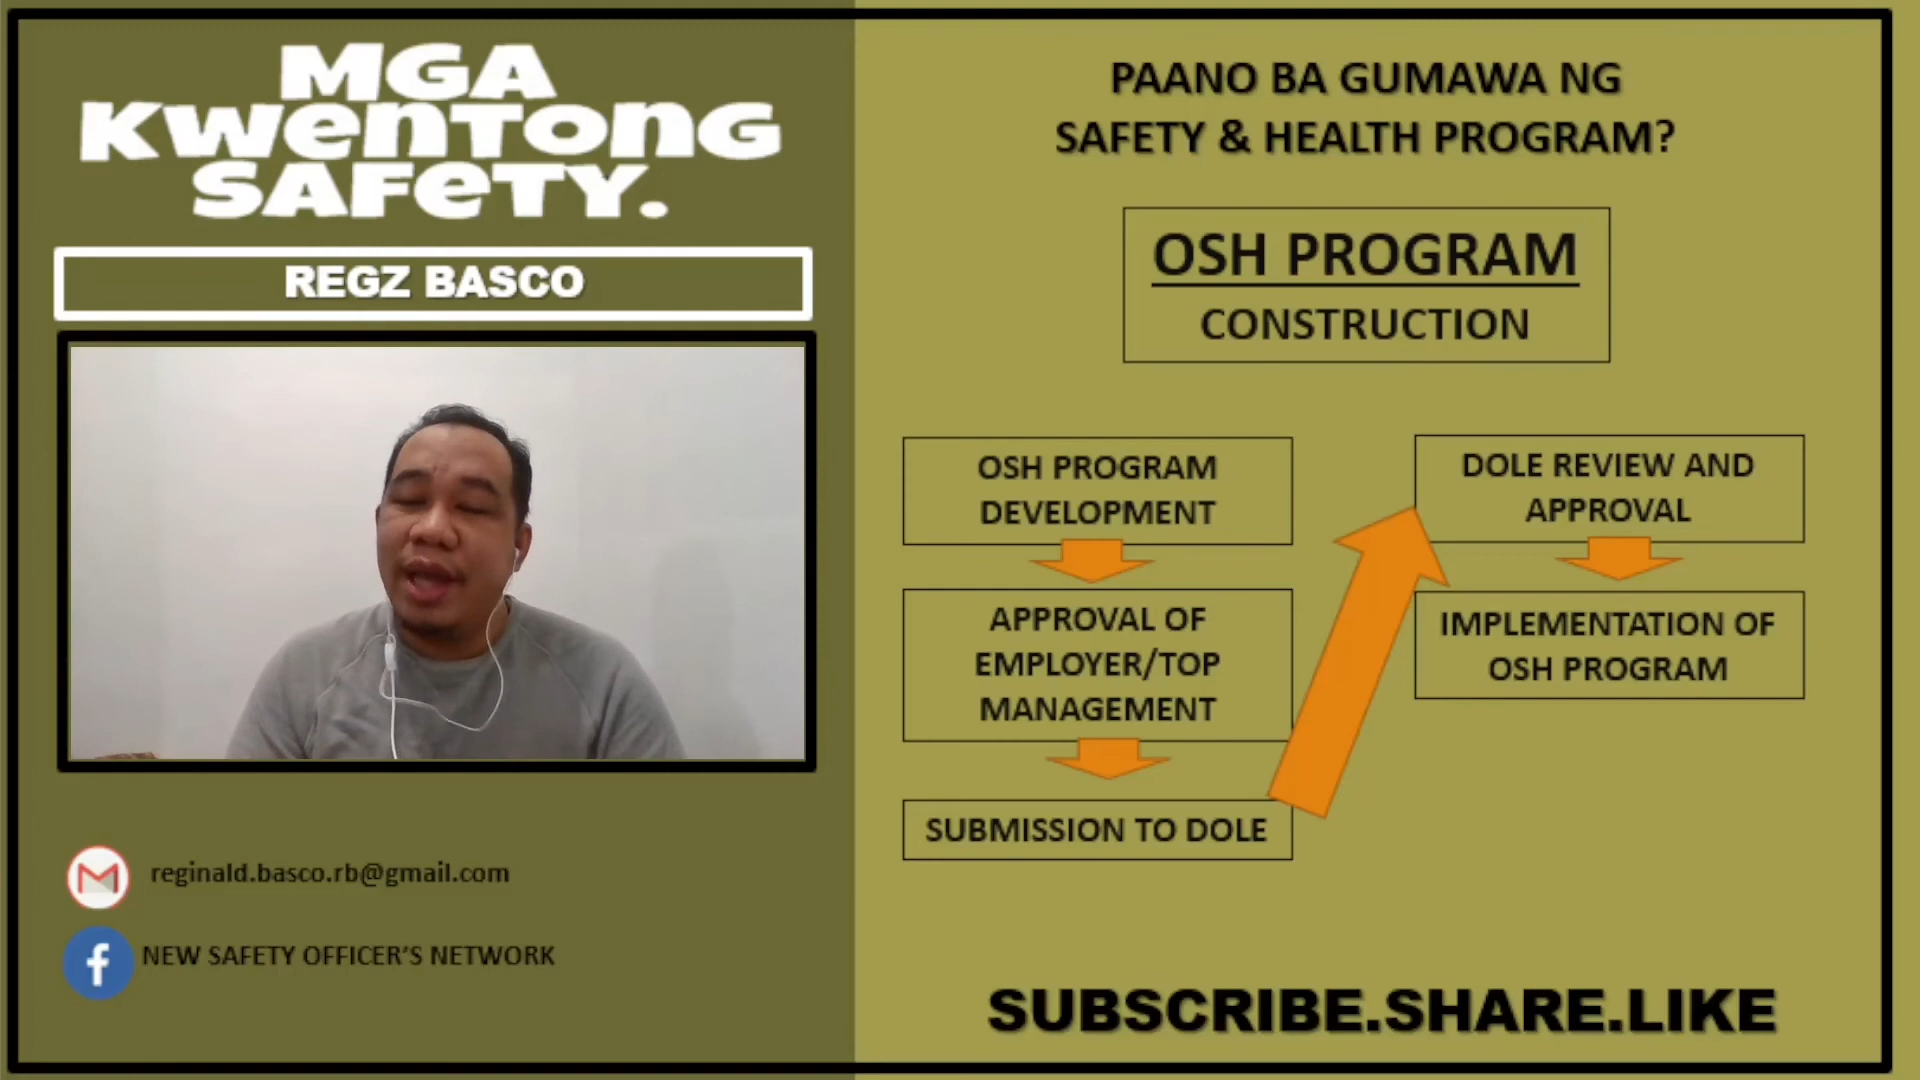 MGA
KWeNTONG
SAFeTY.
REGZ BASCO
reginald.basco.rb@gmail.com
NEW SAFETY OFFICER'S NETWORK
PAANO BA GUMAWA NG
SAFETY & HEALTH PROGRAM?
OSH PROGRAM
CONSTRUCTION
OSH PROGRAM
DEVELOPMENT
APPROVAL OF
EMPLOYER/TOP
MANAGEMENT
SUBMISSION TO DOLE
DOLE REVIEW AND
APPROVAL
IMPLEMENTATION OF
OSH PROGRAM
SUBSCRIBE.SHARE.LIKE